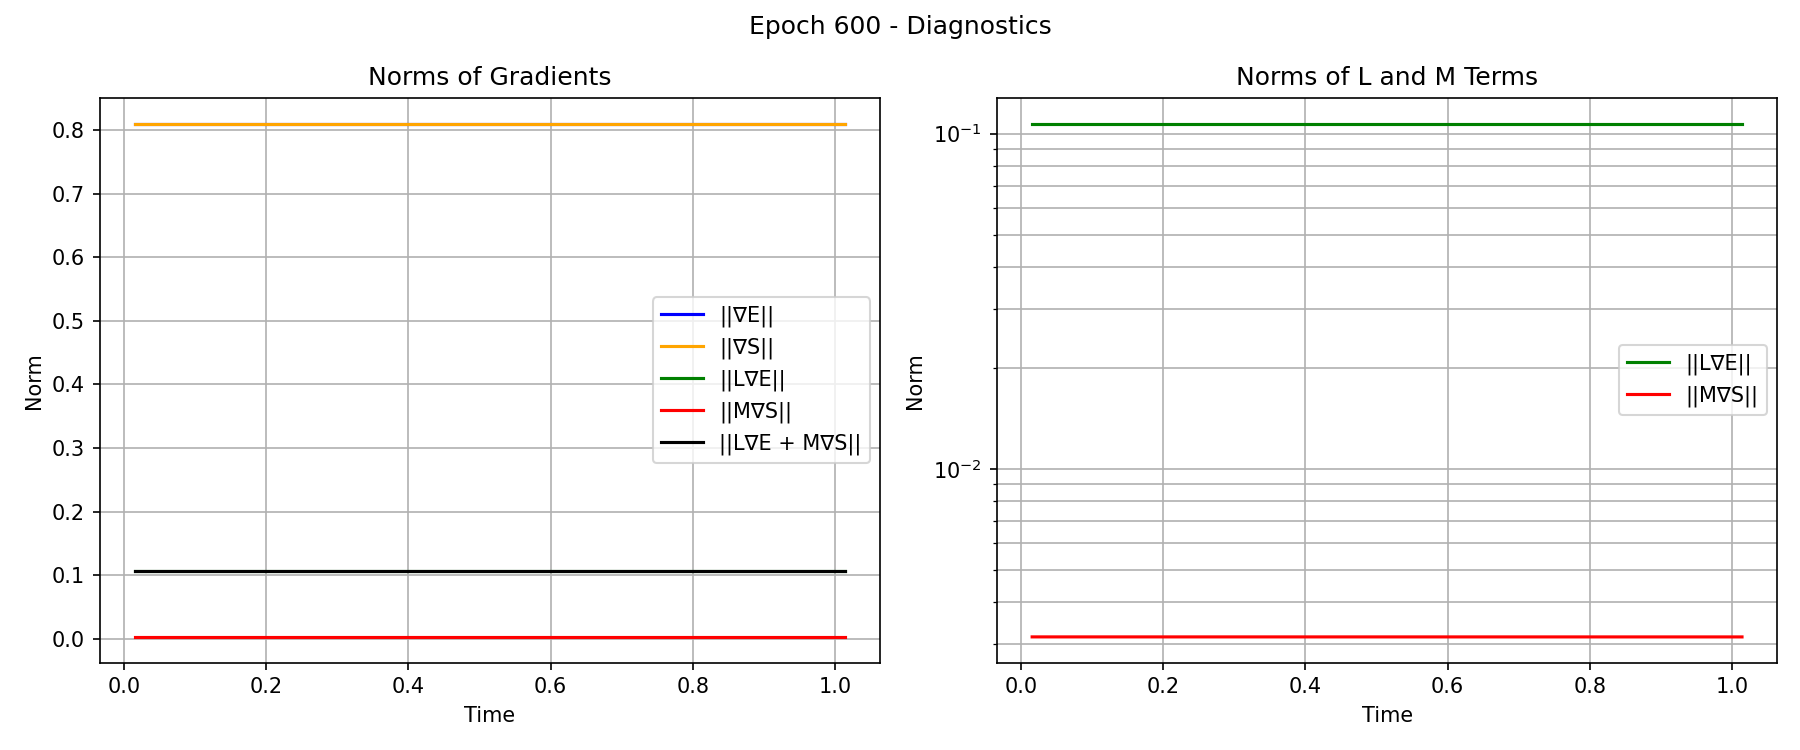 Epoch 600 - Diagnostics
Norms of Gradients
Norm
0.8
0.7
0.6
0.5
0.4
0.3
0.2
0.1
0.0
||∇E||
||∇S||
||L∇E||
||M∇S||
||L∇E + M∇S||
0.0 0.2 0.4 0.6 0.8 1.0
Time
Norms of L and M Terms
Norm
10⁻¹
10⁻²
||L∇E||
||M∇S||
0.0 0.2 0.4 0.6 0.8 1.0
Time